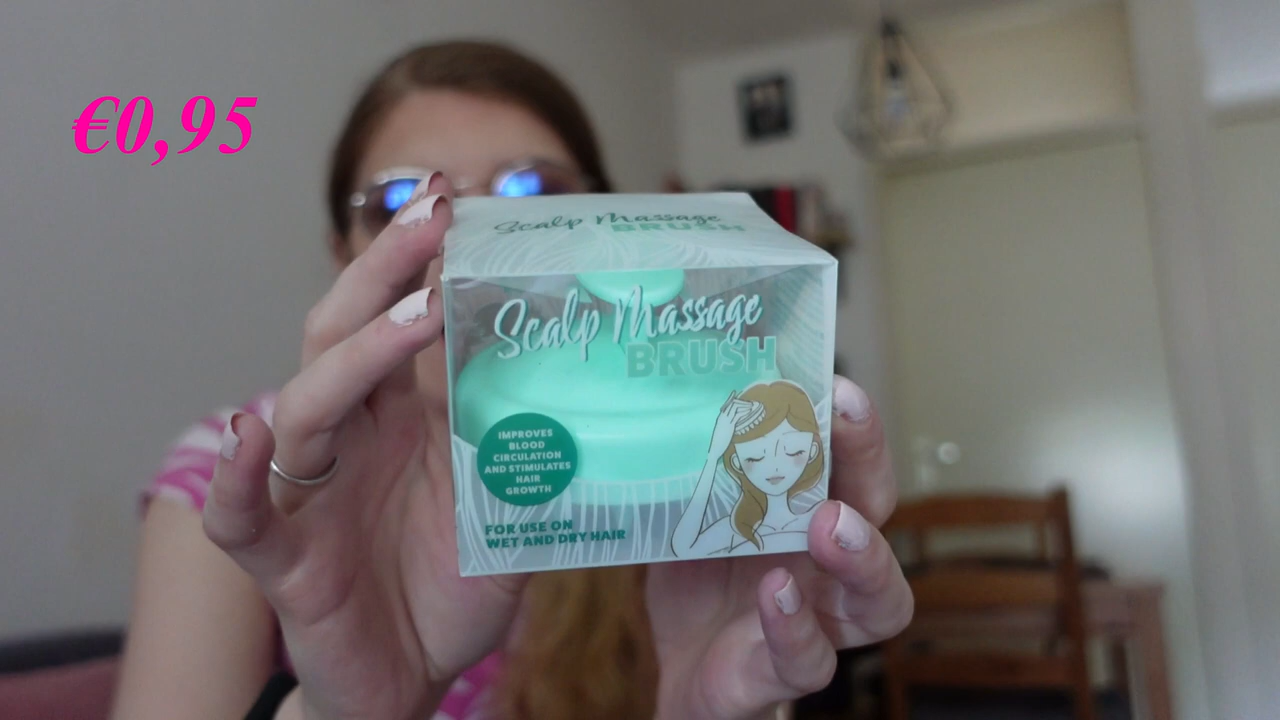 €0,95
Scalp Massage
BRUSH
Scalp Massage
BRUSH
IMPROVES
BLOOD
CIRCULATION
AND STIMULATES
HAIR
GROWTH
FOR USE ON
WET AND DRY HAIR